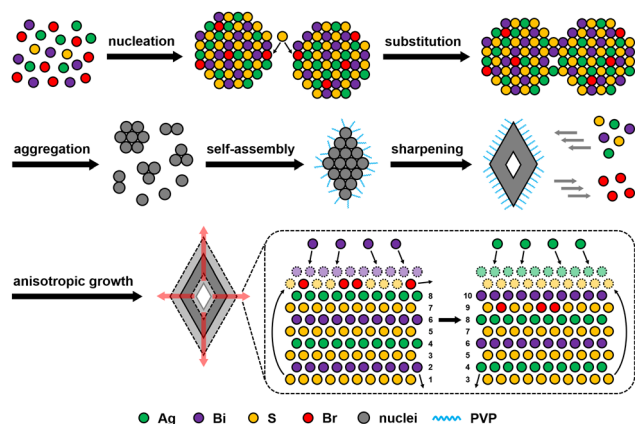 nucleation
substitution
aggregation
self-assembly
sharpening
anisotropic growth
8
7
6
5
4
3
2
1
10
9
8
7
6
5
4
3
Ag Bi S Br nuclei PVP